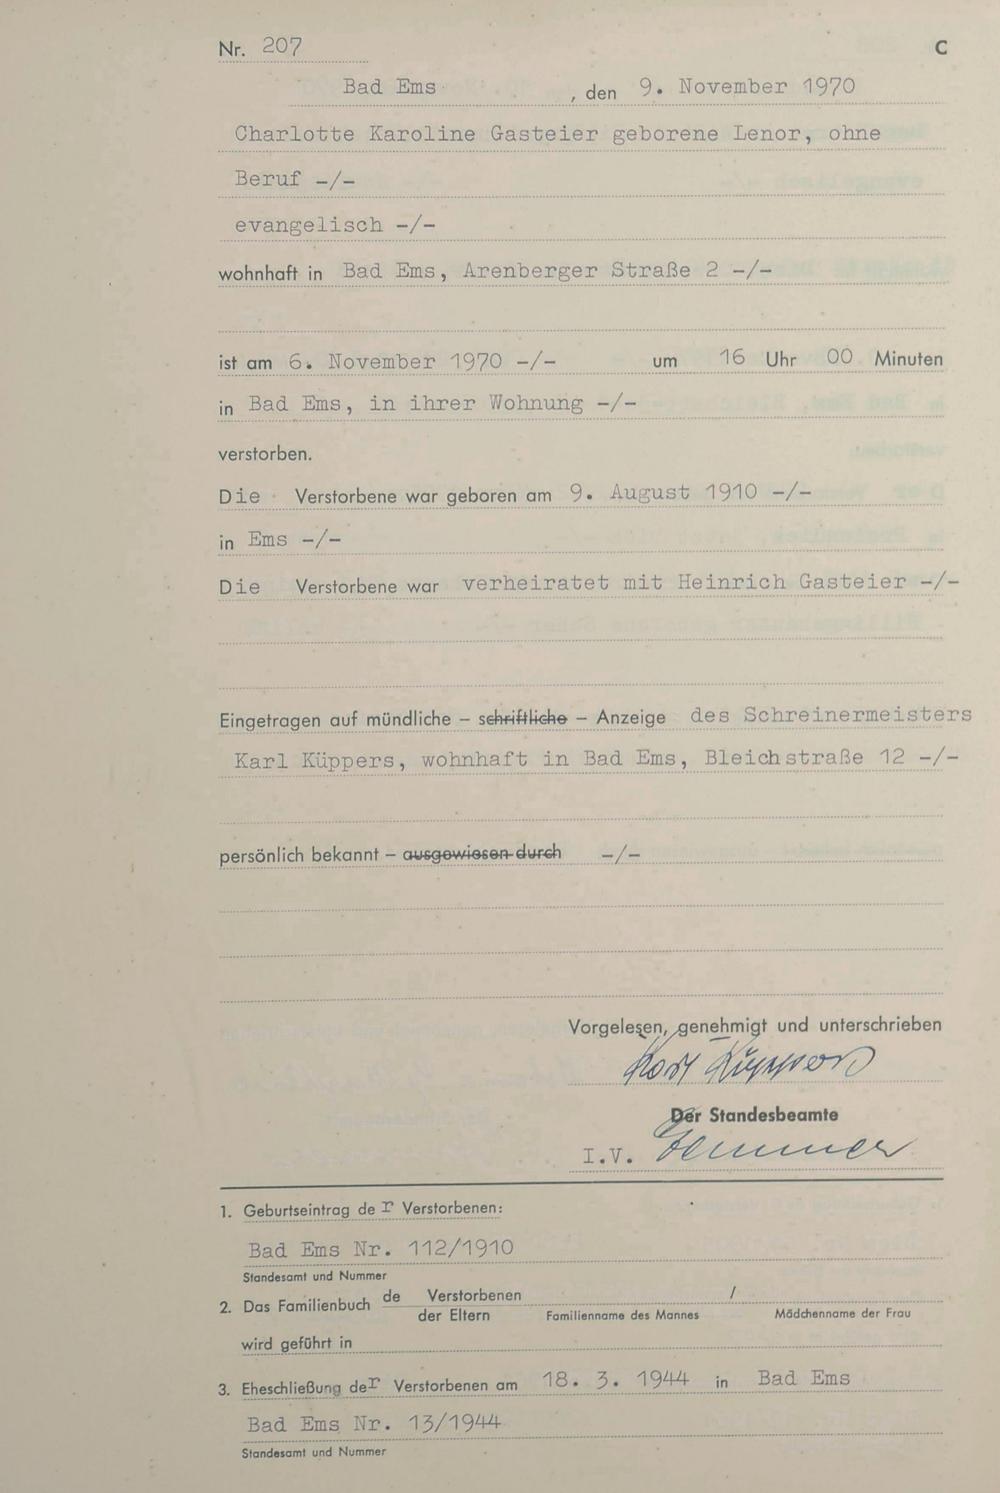 Nr. 207 C
Bad Ems , den 9. November 1970
Charlotte Karoline Gasteier geborene Lenor, ohne
Beruf -/-
evangelisch -/-
wohnhaft in Bad Ems, Arenberger Straße 2 -/-
ist am 6. November 1970 -/- um 16 Uhr 00 Minuten
in Bad Ems, in ihrer Wohnung -/-
verstorben.
Die Verstorbene war geboren am 9. August 1910 -/-
in Ems -/-
Die Verstorbene war verheiratet mit Heinrich Gasteier -/-
Eingetragen auf mündliche – schriftliche – Anzeige des Schreinermeisters
Karl Küppers, wohnhaft in Bad Ems, Bleichstraße 12 -/-
persönlich bekannt – ausgewiesen durch -/-
Vorgelesen, genehmigt und unterschrieben
Karl Küppers
Der Standesbeamte
I.V.
1. Geburtseintrag der Verstorbenen:
Bad Ems Nr. 112/1910
Standesamt und Nummer
2. Das Familienbuch de Verstorbenen /
der Eltern Familienname des Mannes Mädchenname der Frau
wird geführt in
3. Eheschließung der Verstorbenen am 18. 3. 1944 in Bad Ems
Bad Ems Nr. 13/1944
Standesamt und Nummer